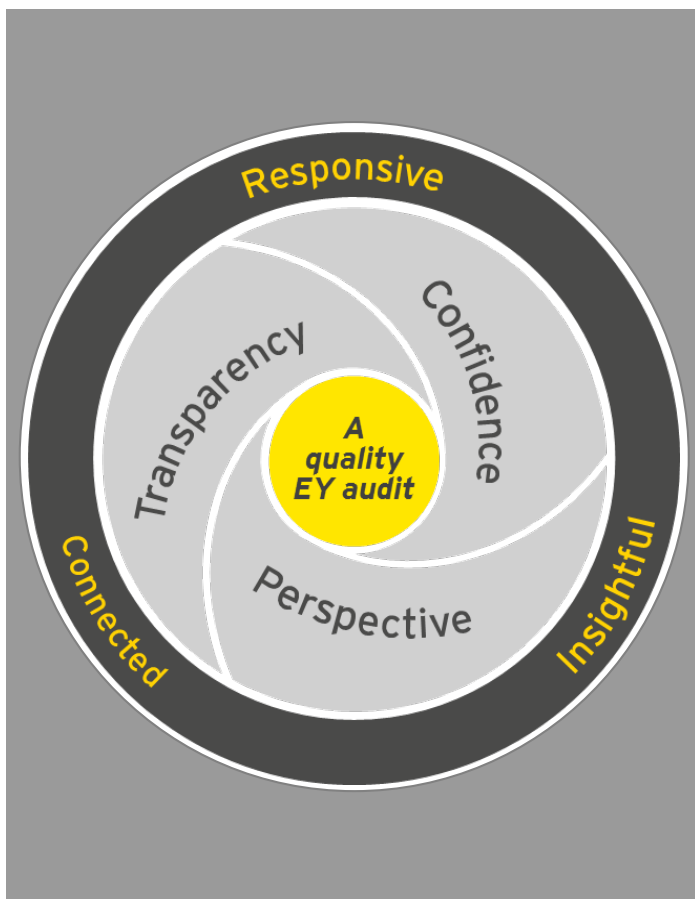 Responsive
Confidence
Transparency
A
quality
EY audit
Perspective
Connected
Insightful